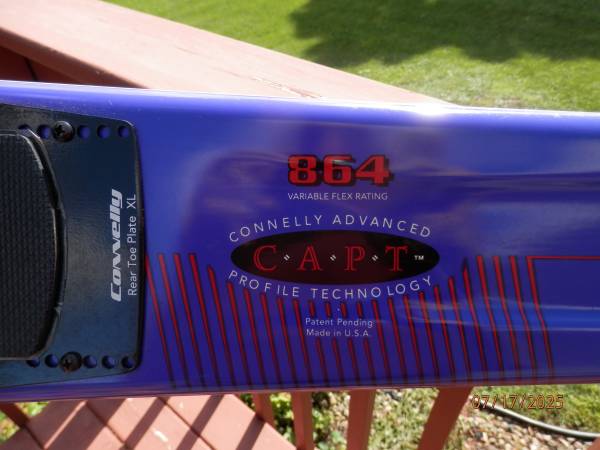 864
VARIABLE FLEX RATING
CONNELLY ADVANCED
C·A·P·T™
PROFILE TECHNOLOGY
Patent Pending
Made in U.S.A.
Connelly
Rear Toe Plate XL
07/17/2025